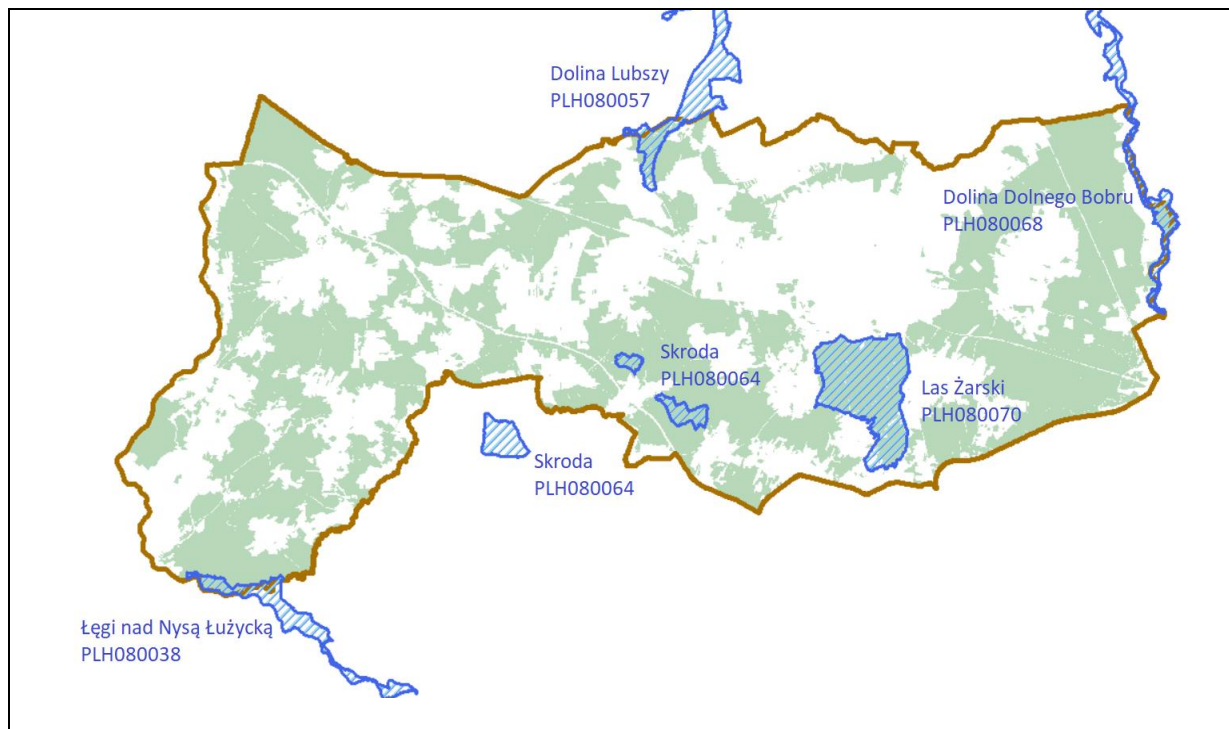 Dolina Lubszy
PLH080057
Dolina Dolnego Bobru
PLH080068
Skroda
PLH080064
Las Żarski
PLH080070
Skroda
PLH080064
Łęgi nad Nysą Łużycką
PLH080038